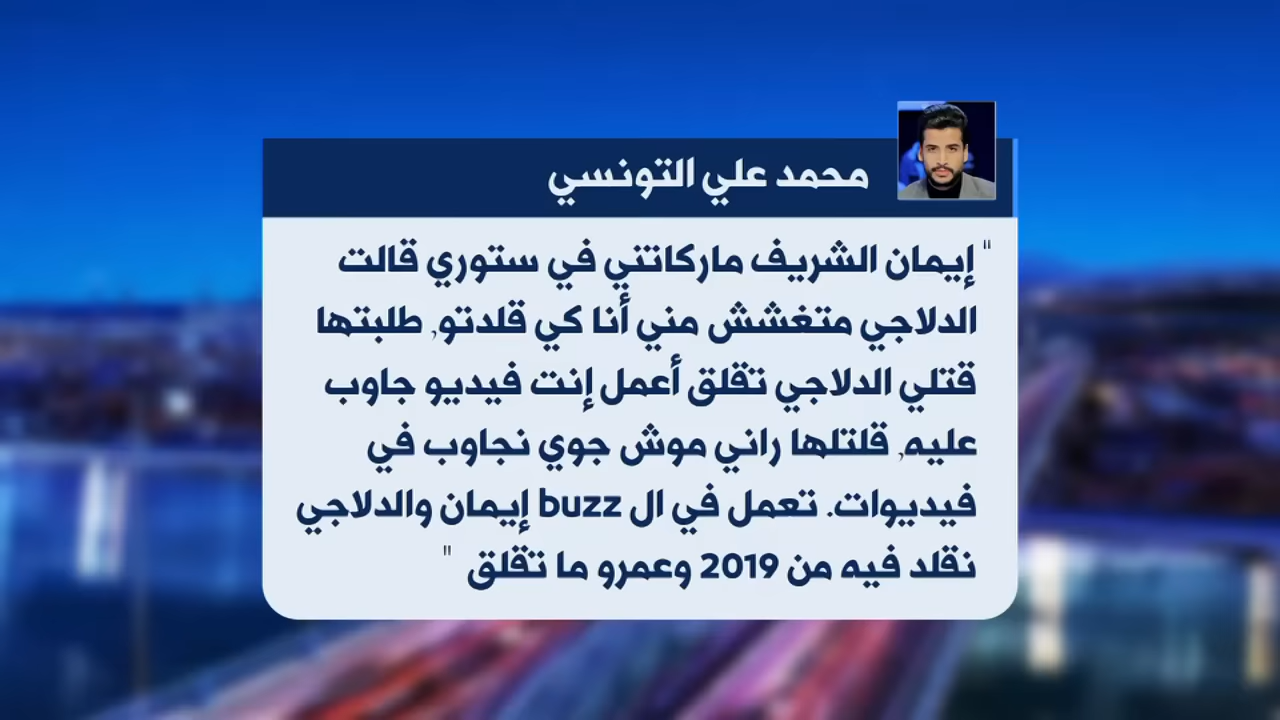 محمد علي التونسي
" إيمان الشريف ماركاتني في ستوري قالت
الدلاجي متغشش مني أنا كي قلدتو, طلبتها
قتلي الدلاجي تقلق أعمل إنت فيديو جاوب
عليه, قلتلها راني موش جوي نجاوب في
فيديوات. تعمل في ال buzz إيمان والدلاجي
نقلد فيه من 2019 وعمرو ما تقلق "